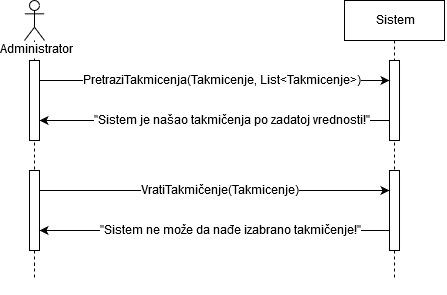 Administrator
Sistem
PretraziTakmicenja(Takmicenje, List<Takmicenje>)
"Sistem je našao takmičenja po zadatoj vrednosti!"
VratiTakmičenje(Takmicenje)
"Sistem ne može da nađe izabrano takmičenje!"